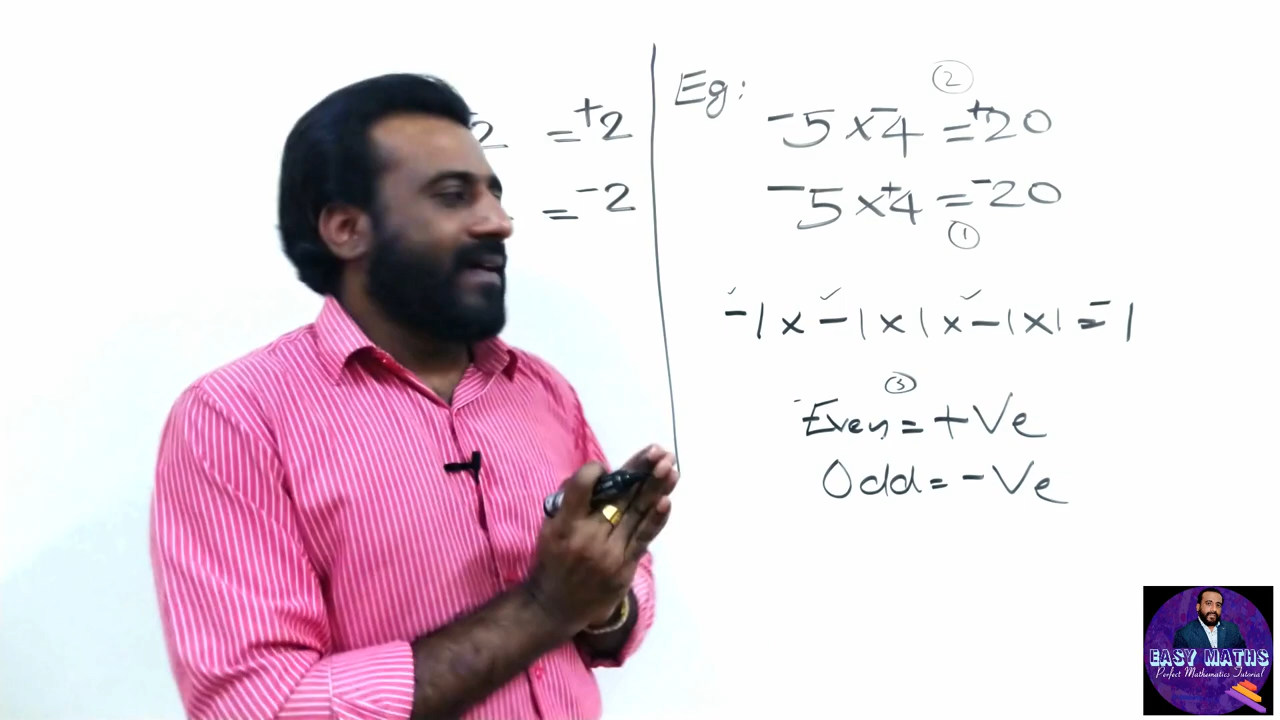 2 = +2
= -2
Eg:
②
-5 x -4 = +20
-5 x +4 = -20
①
-1 x -1 x 1 x -1 x 1 = -1
③
Even = +Ve
Odd = -Ve
EASY MATHS
Perfect Mathematics Tutorial